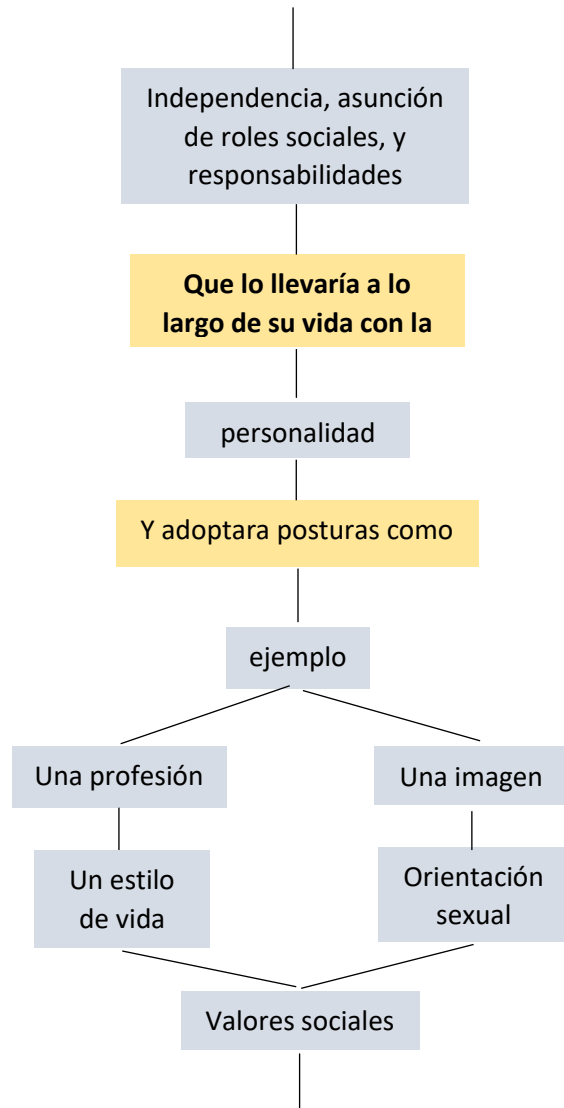 Independencia, asunción
de roles sociales, y
responsabilidades
Que lo llevaría a lo
largo de su vida con la
personalidad
Y adoptara posturas como
ejemplo
Una profesión
Una imagen
Un estilo
de vida
Orientación
sexual
Valores sociales